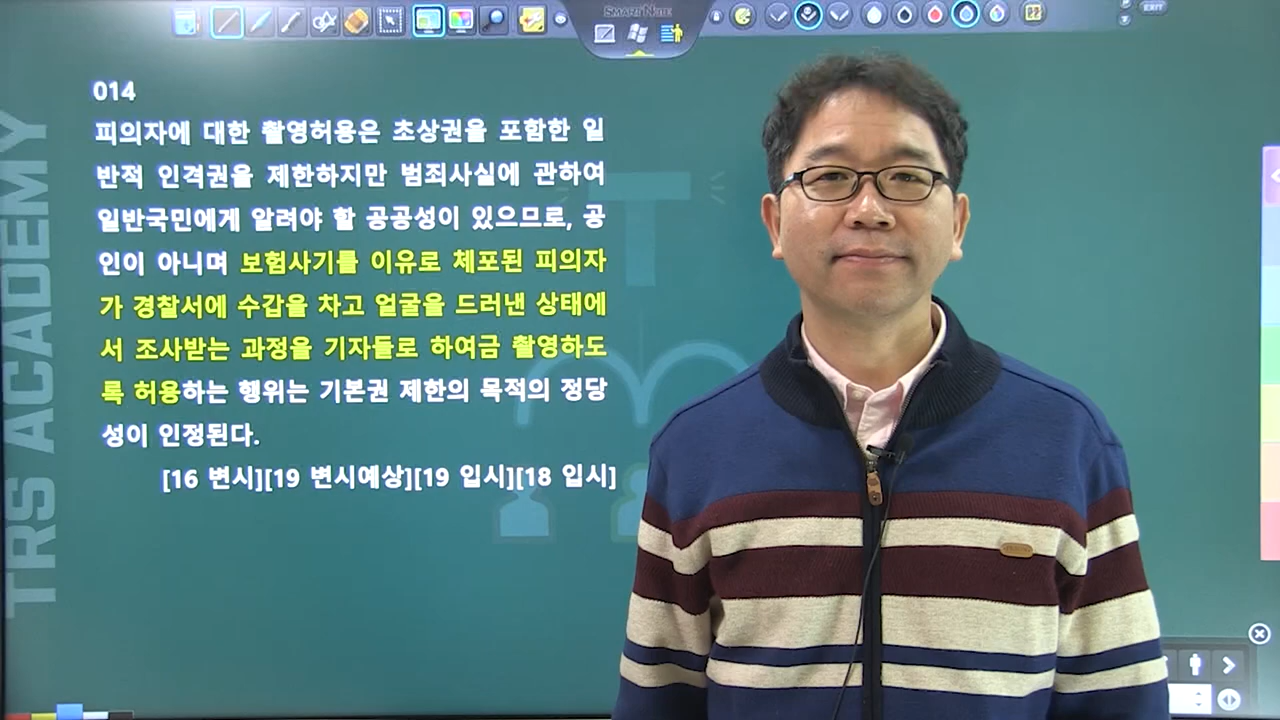 SMART NOTE
EXIT
TRS ACADEMY
014
피의자에 대한 촬영허용은 초상권을 포함한 일
반적 인격권을 제한하지만 범죄사실에 관하여
일반국민에게 알려야 할 공공성이 있으므로, 공
인이 아니며 보험사기를 이유로 체포된 피의자
가 경찰서에 수갑을 차고 얼굴을 드러낸 상태에
서 조사받는 과정을 기자들로 하여금 촬영하도
록 허용하는 행위는 기본권 제한의 목적의 정당
성이 인정된다.
[16 변시][19 변시예상][19 입시][18 입시]